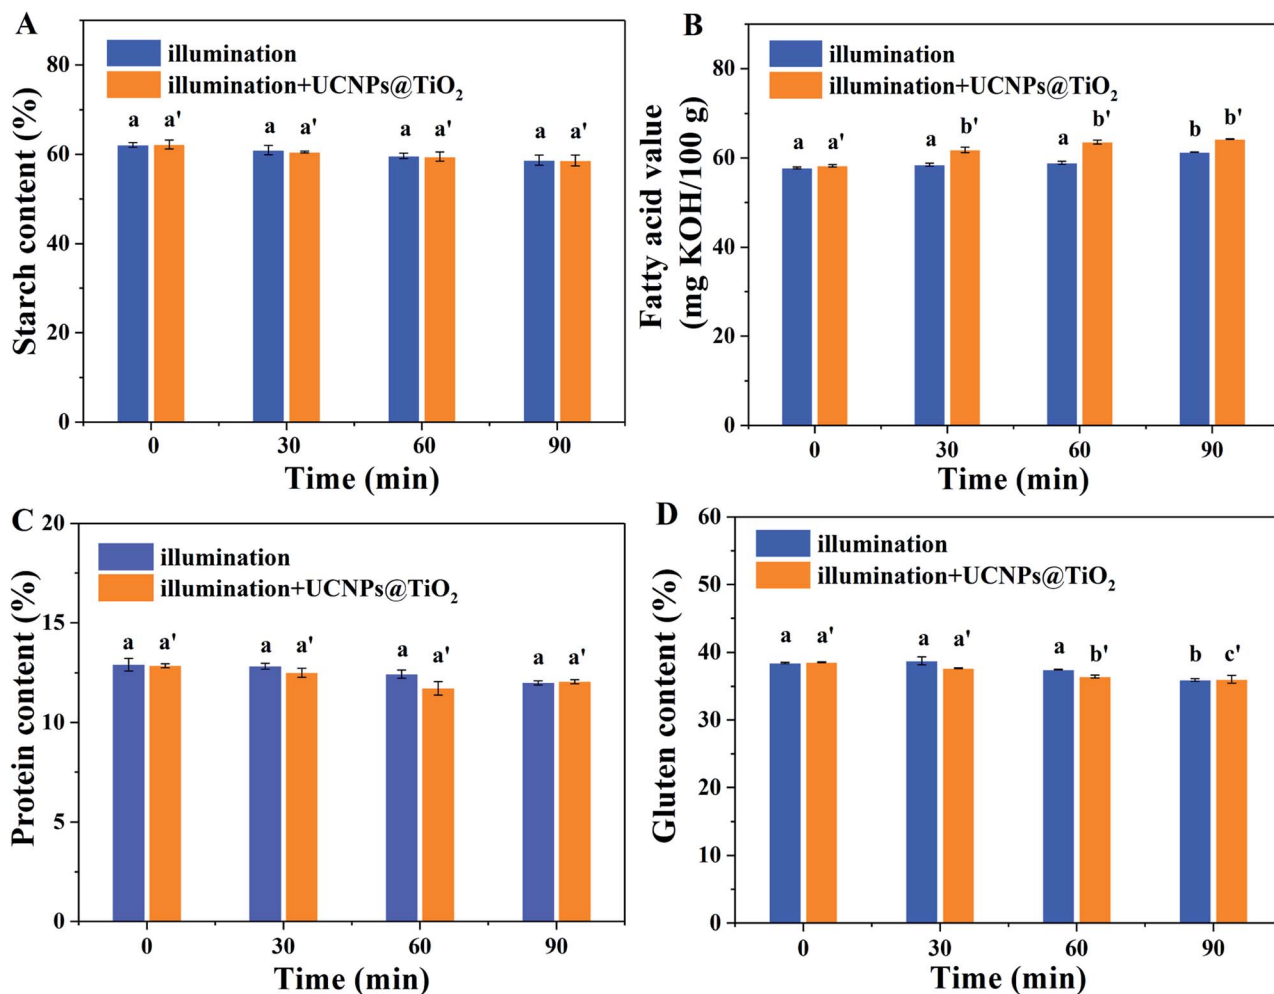 A
illumination
illumination+UCNPs@TiO₂
Starch content (%)
80
60
40
20
0
a a' a a' a a' a a'
0 30 60 90
Time (min)
B
illumination
illumination+UCNPs@TiO₂
Fatty acid value
(mg KOH/100 g)
80
60
40
20
0
a a' a b' a b' b b'
0 30 60 90
Time (min)
C
illumination
illumination+UCNPs@TiO₂
Protein content (%)
20
15
10
5
0
a a' a a' a a' a a'
0 30 60 90
Time (min)
D
illumination
illumination+UCNPs@TiO₂
Gluten content (%)
60
50
40
30
20
10
0
a a' a a' a b' b c'
0 30 60 90
Time (min)